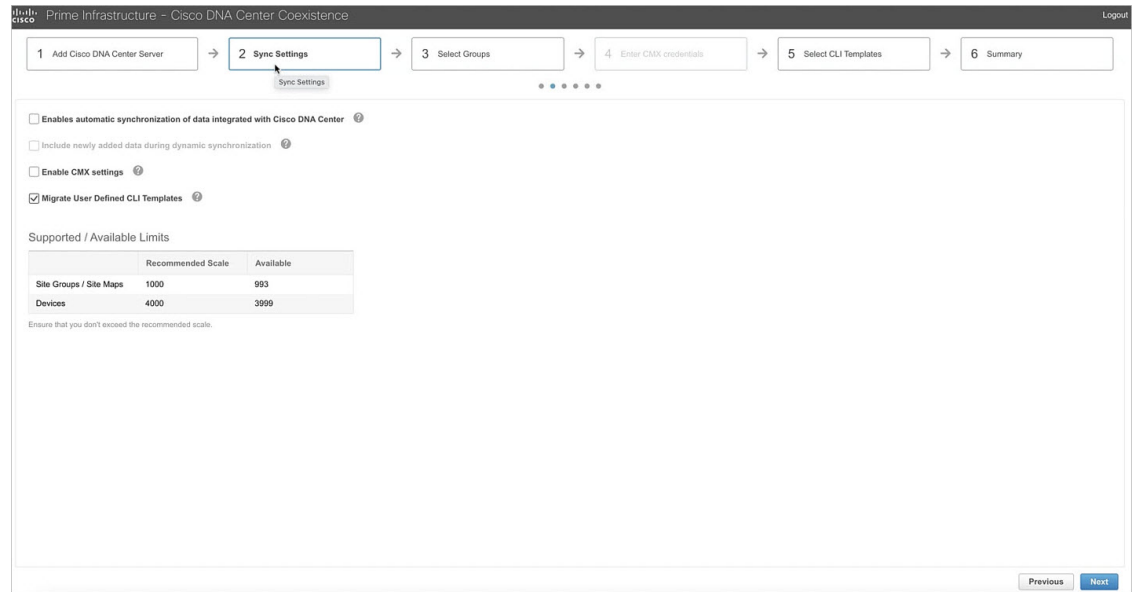 cisco Prime Infrastructure - Cisco DNA Center Coexistence Logout
1 Add Cisco DNA Center Server → 2 Sync Settings → 3 Select Groups → 4 Enter CMX credentials → 5 Select CLI Templates → 6 Summary
Sync Settings
Enables automatic synchronization of data integrated with Cisco DNA Center ?
Include newly added data during dynamic synchronization ?
Enable CMX settings ?
Migrate User Defined CLI Templates ?
Supported / Available Limits
Recommended Scale Available
Site Groups / Site Maps 1000 993
Devices 4000 3999
Ensure that you don't exceed the recommended scale.
Previous Next